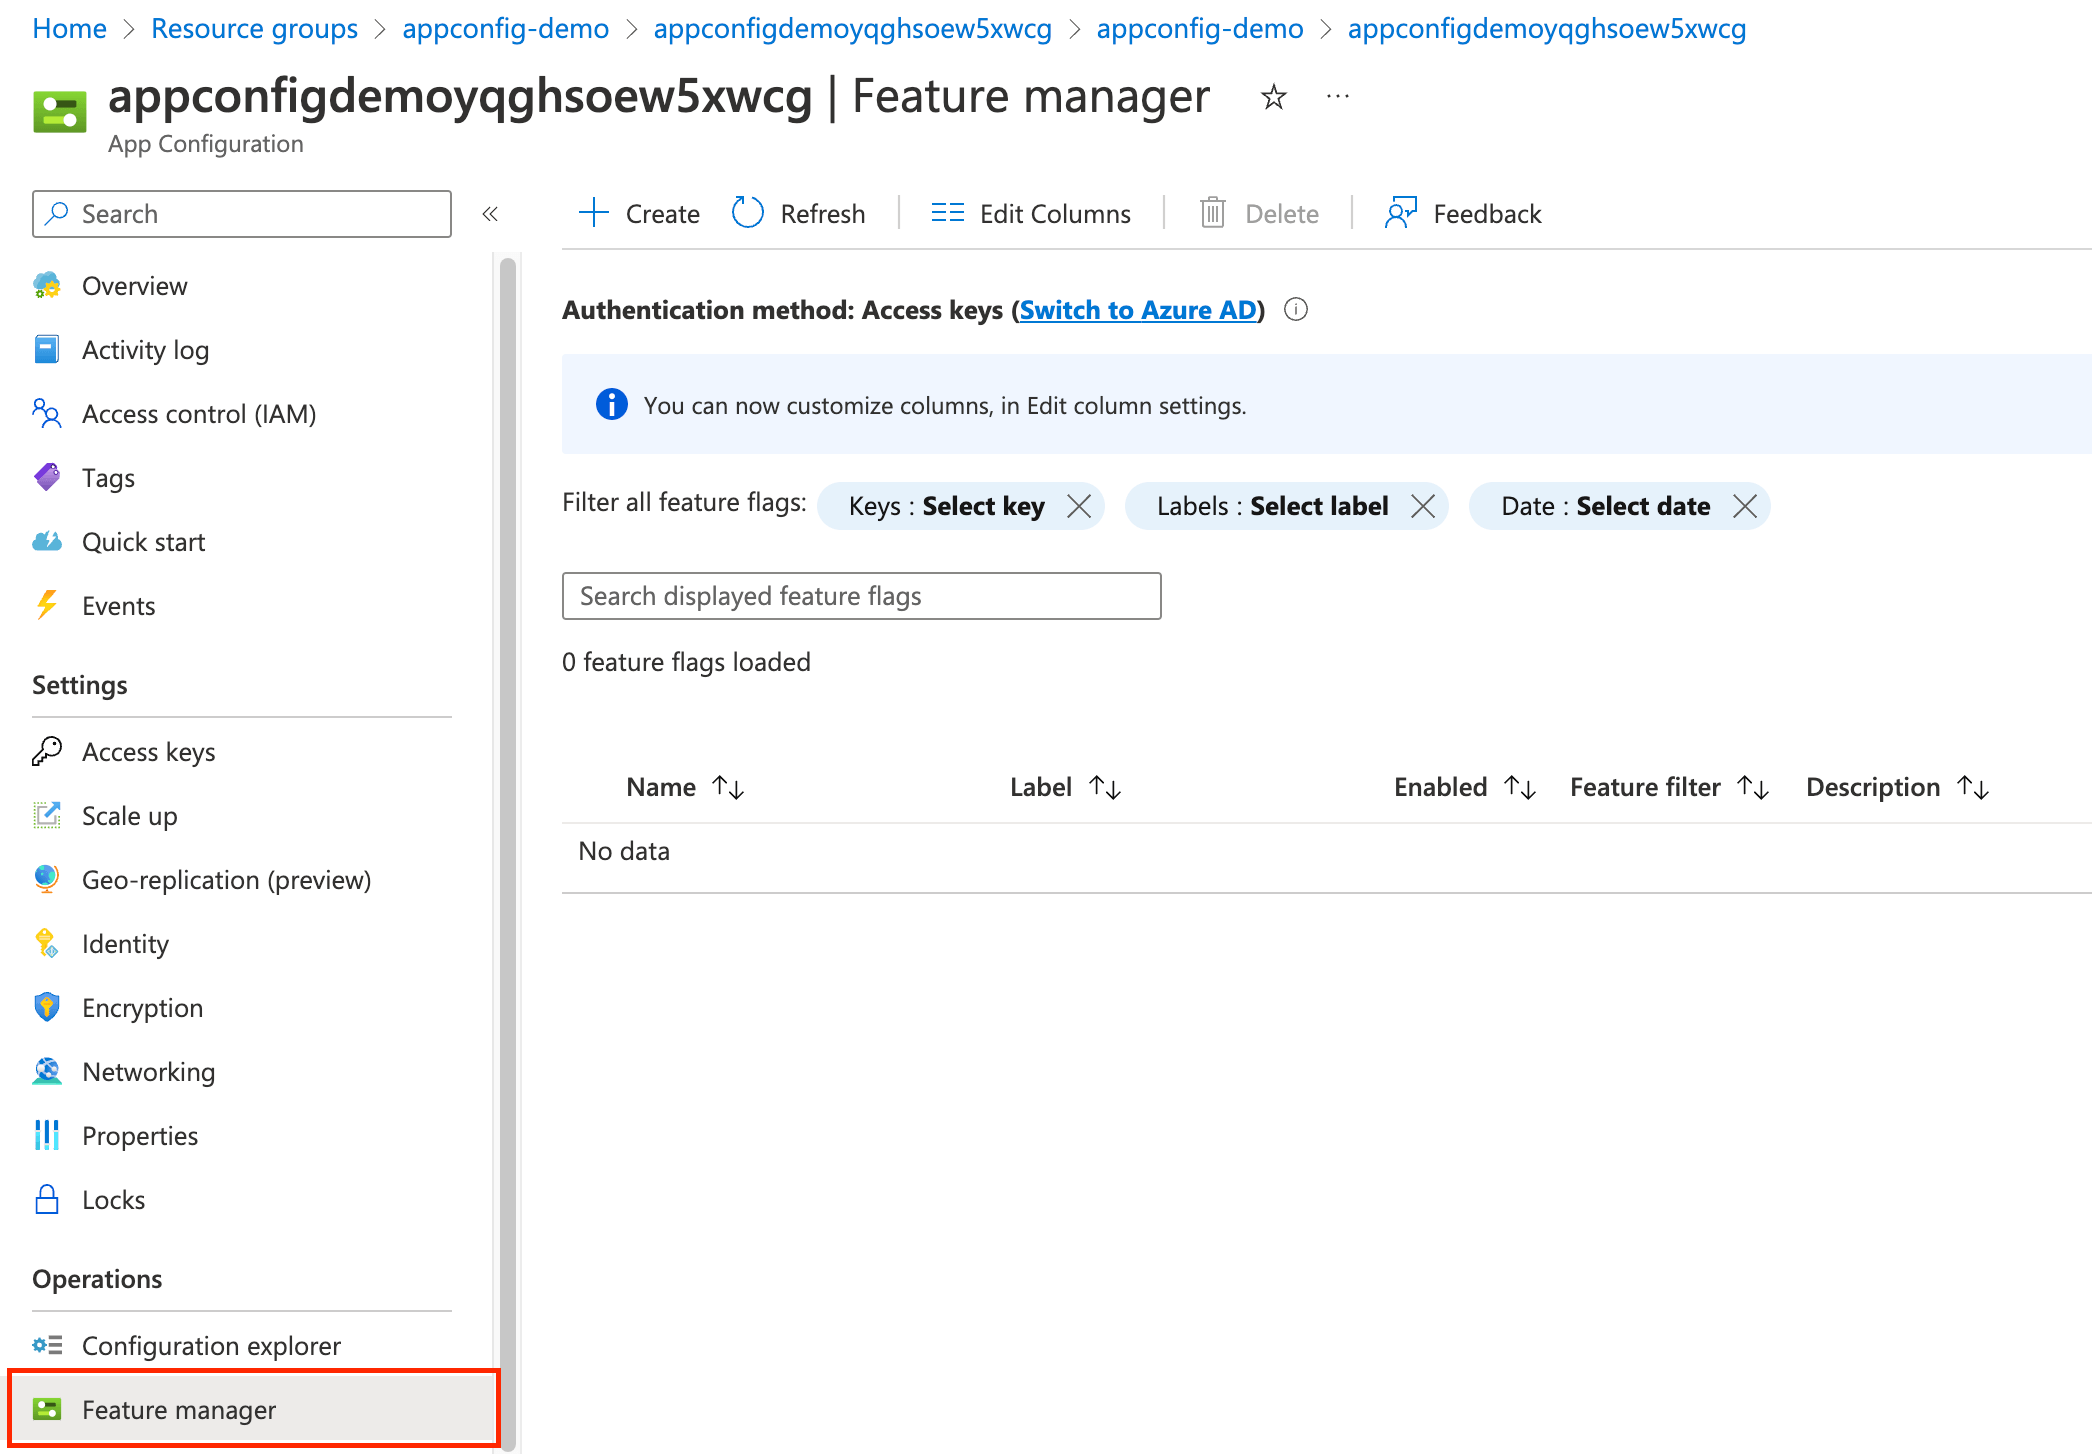 Home > Resource groups > appconfig-demo > appconfigdemoyqghsoew5xwcg > appconfig-demo > appconfigdemoyqghsoew5xwcg
appconfigdemoyqghsoew5xwcg | Feature manager ☆ ...
App Configuration
Search «
Create Refresh Edit Columns Delete Feedback
Overview
Activity log
Access control (IAM)
Tags
Quick start
Events
Settings
Access keys
Scale up
Geo-replication (preview)
Identity
Encryption
Networking
Properties
Locks
Operations
Configuration explorer
Feature manager
Authentication method: Access keys (Switch to Azure AD)
You can now customize columns, in Edit column settings.
Filter all feature flags: Keys : Select key Labels : Select label Date : Select date
Search displayed feature flags
0 feature flags loaded
Name ↑↓ Label ↑↓ Enabled ↑↓ Feature filter ↑↓ Description ↑↓
No data